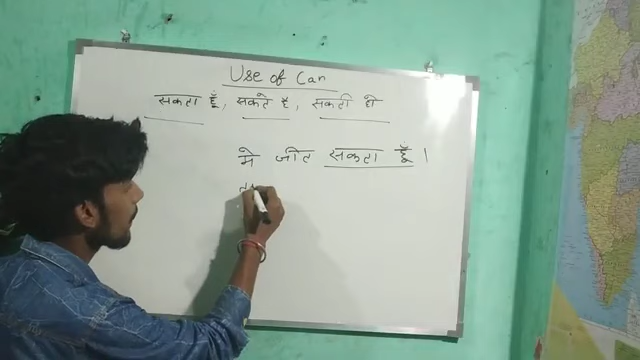 Use of Can
सकता हूँ, सकते है, सकती हो
मे जीत सकता हूँ ।